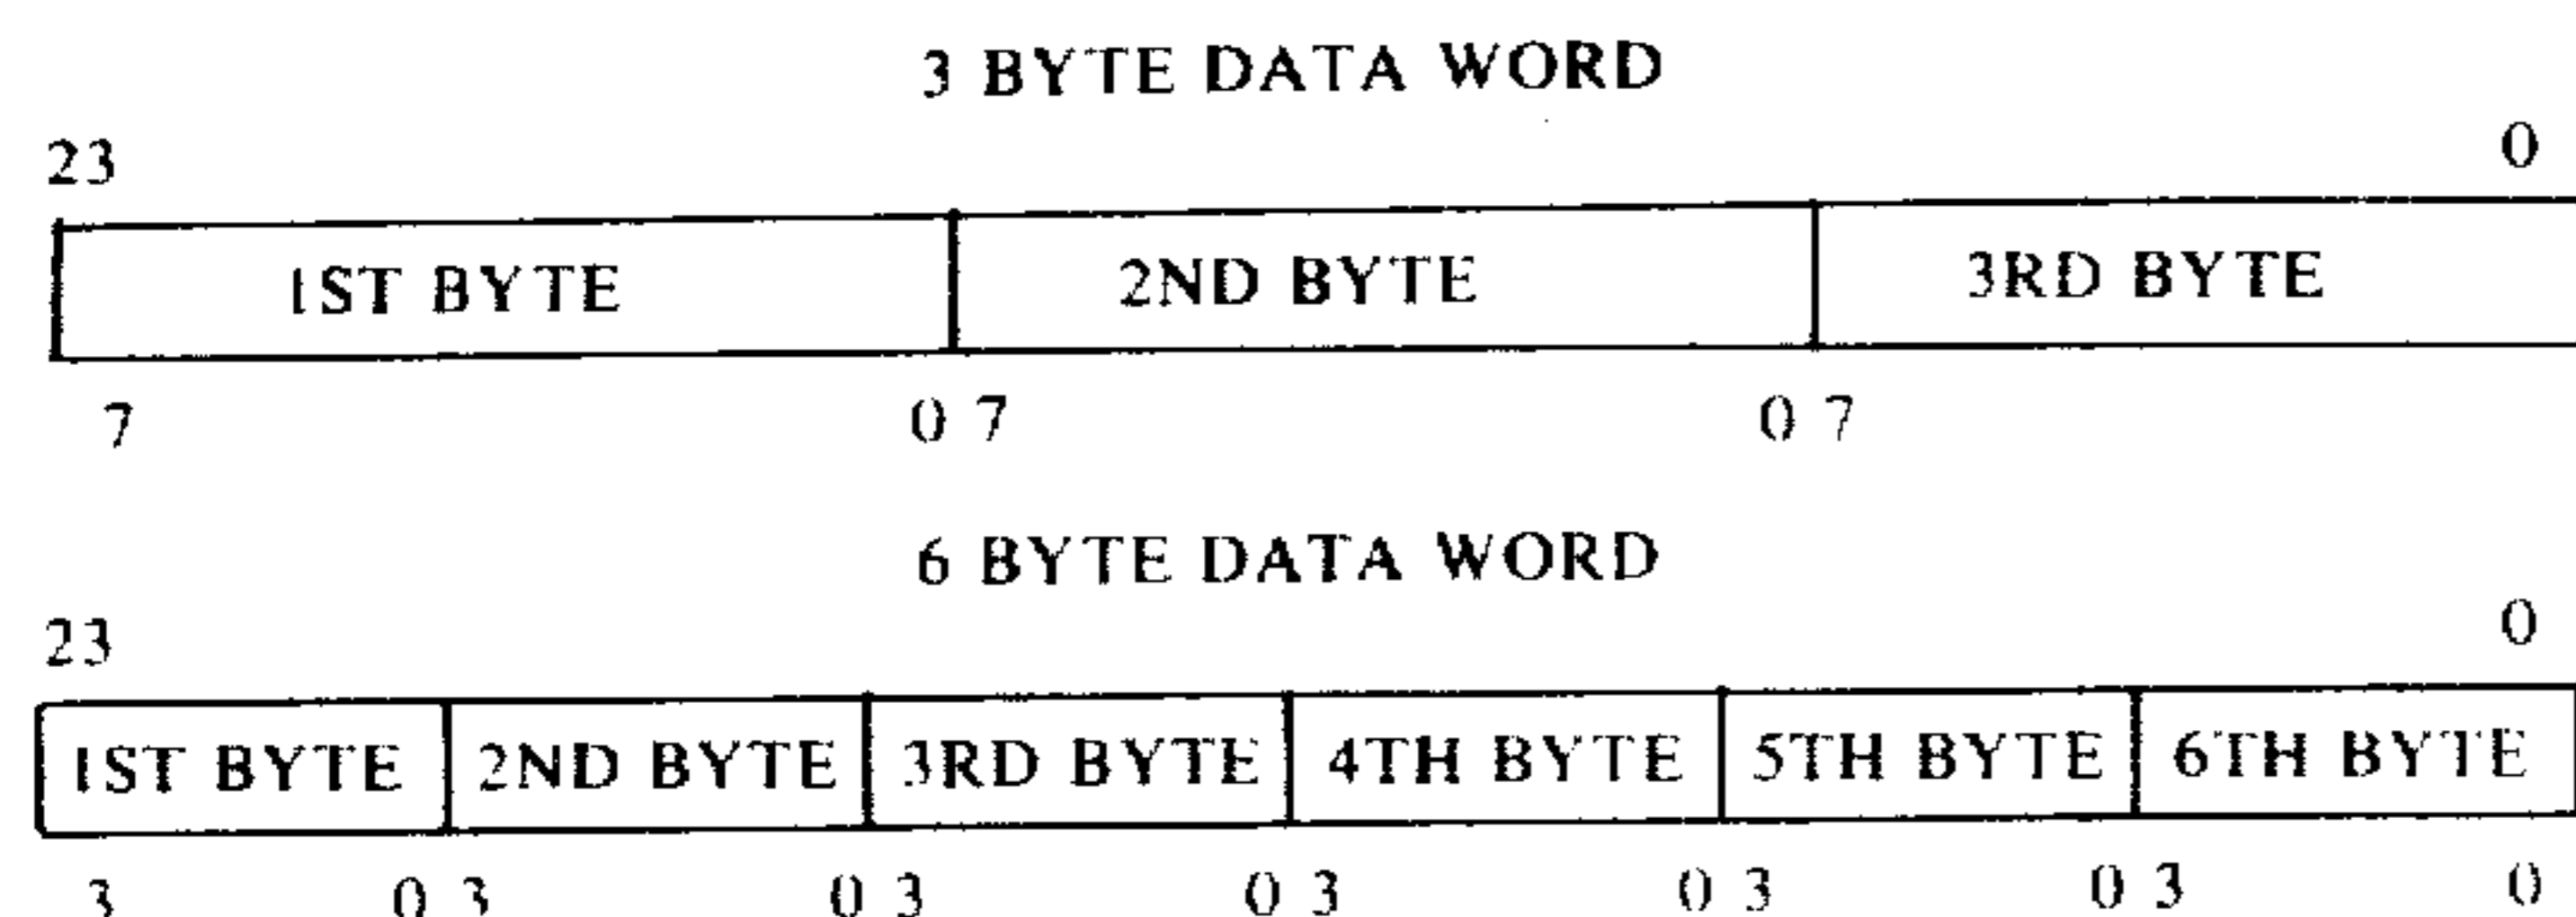 3 BYTE DATA WORD
23 0
1ST BYTE 2ND BYTE 3RD BYTE
7 0 7 0 7
6 BYTE DATA WORD
23 0
1ST BYTE 2ND BYTE 3RD BYTE 4TH BYTE 5TH BYTE 6TH BYTE
3 0 3 0 3 0 3 0 3 0 3 0